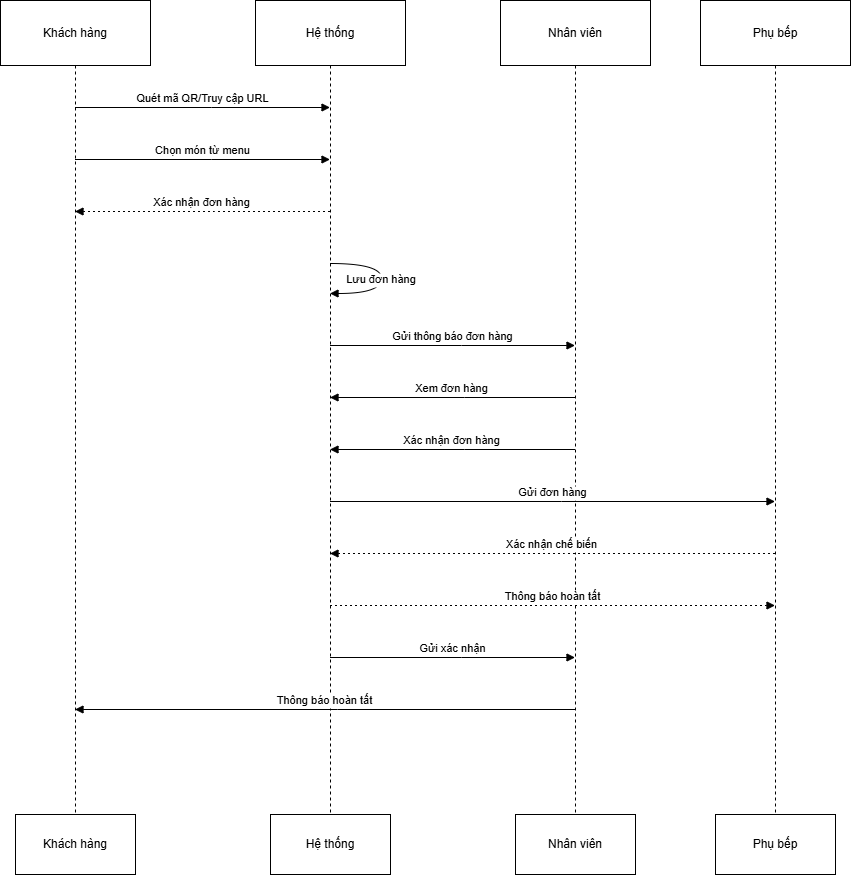 Khách hàng
Hệ thống
Nhân viên
Phụ bếp
Quét mã QR/Truy cập URL
Chọn món từ menu
Xác nhận đơn hàng
Lưu đơn hàng
Gửi thông báo đơn hàng
Xem đơn hàng
Xác nhận đơn hàng
Gửi đơn hàng
Xác nhận chế biến
Thông báo hoàn tất
Gửi xác nhận
Thông báo hoàn tất
Khách hàng
Hệ thống
Nhân viên
Phụ bếp